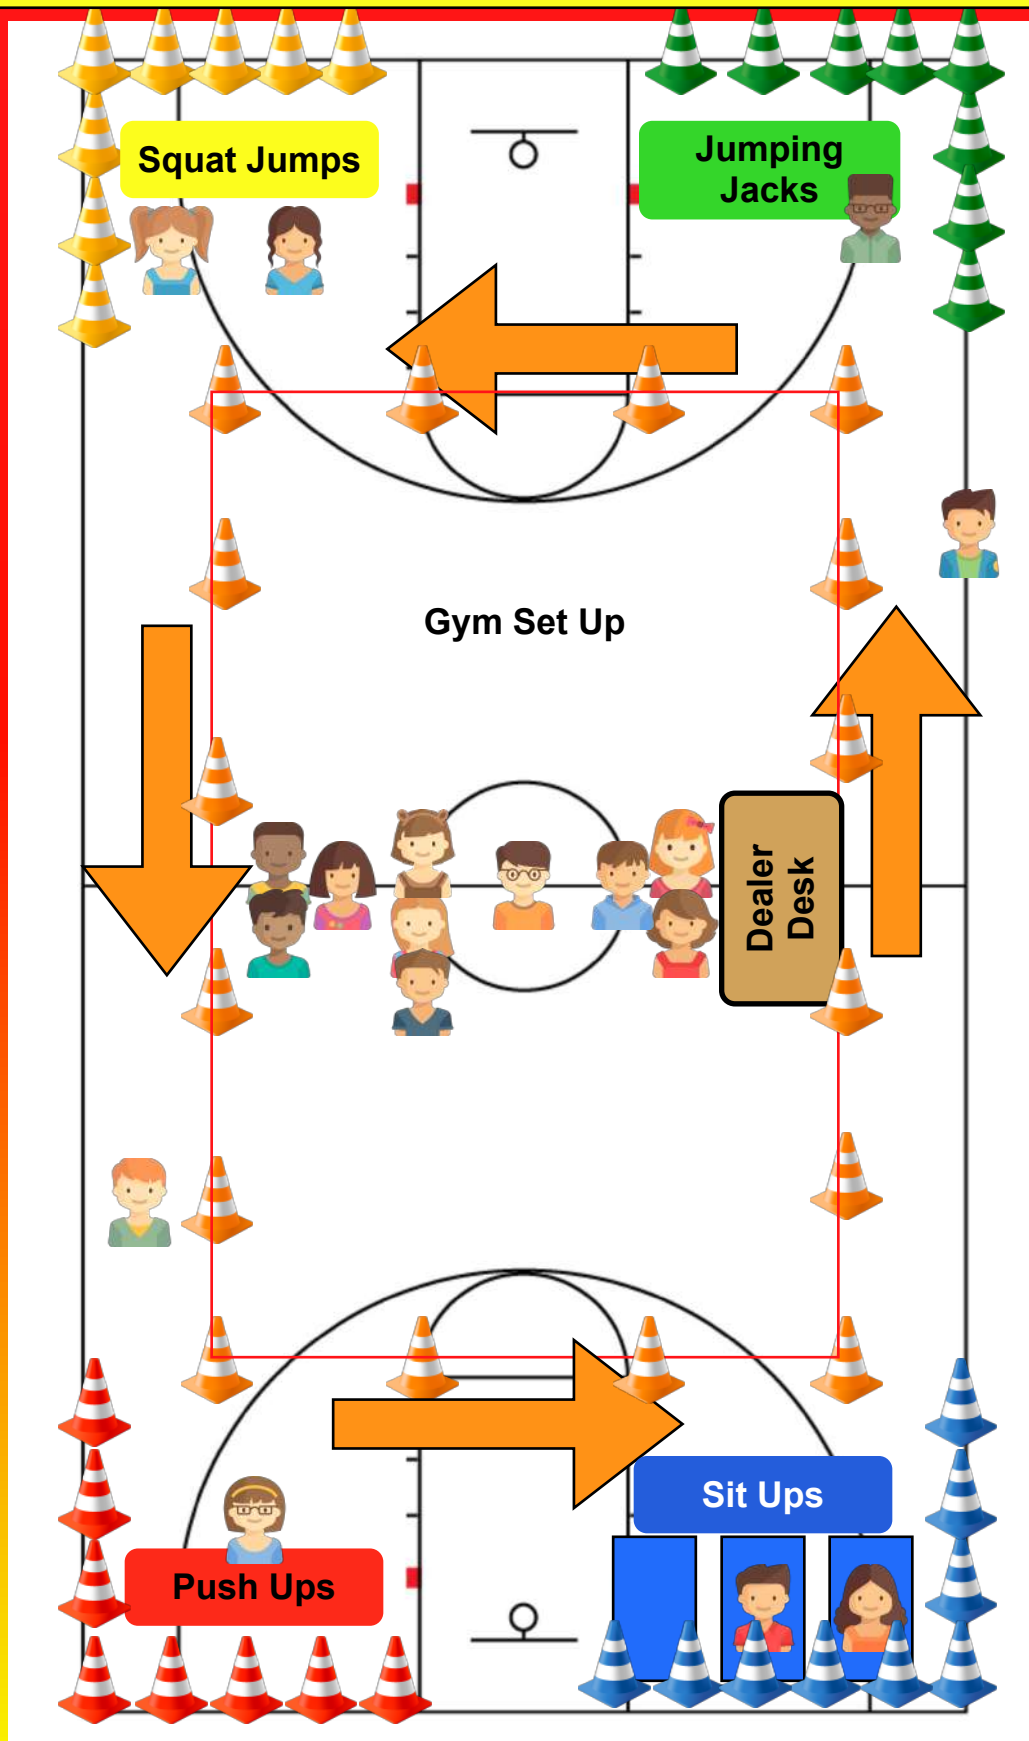 Squat Jumps
Jumping
Jacks
Gym Set Up
Dealer
Desk
Sit Ups
Push Ups